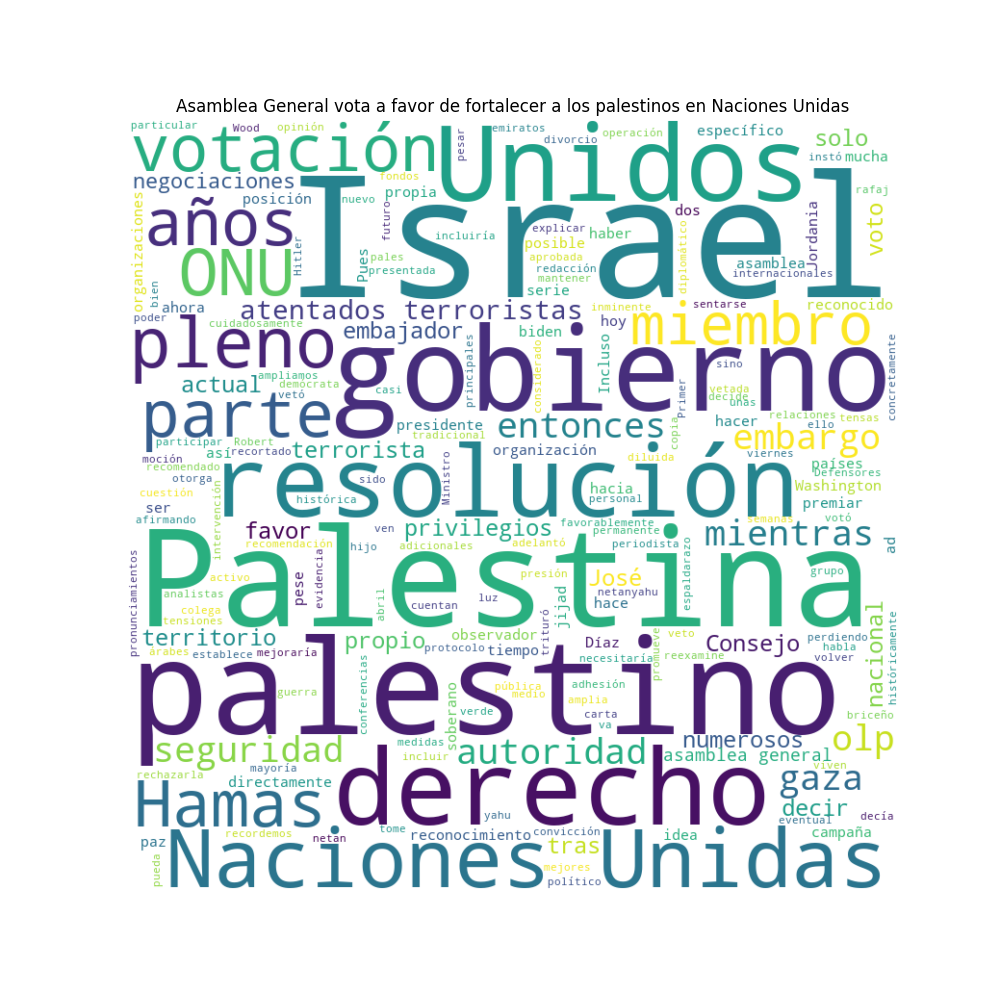 Asamblea General vota a favor de fortalecer a los palestinos en Naciones Unidas
particular
Wood
opinión
votación
pesar
emiratos
Unidos
divorcio
operación
específico
solo
instó
mucha
negociaciones
fondos
propia
posición
nuevo
futuro
rafaj
organizaciones
años
Israel
incluiría
explicar
posible
aprobada
redacción
mantener
serie
haber
dos
diplomático
Jordania
voto
asamblea
internacionales
ONU
Hitler
Pues
pales
presentada
bien
ahora
poder
cuidadosamente
atentados terroristas
inminente
sentarse
reconocido
embajador
biden
hoy
miembro
pleno
gobierno
principales
considerado
Incluso
sino
concretamente
actual
ampliamos
vetó
demócrata
casi
Primer
vetada
decide
unas
parte
presidente
tradicional
entonces
copia
hacer
relaciones
ello
tensas
embargo
participar
Robert
así
recortado
terrorista
organización
diluida
viernes
moción
recomendado
otorga
cuestión
países
Defensores
Washington
resolución
sido
Ministro
hacia
personal
histórica
premiar
ser
afirmando
intervención
favor
ven
privilegios
favorablemente
permanente
semanas
votó
mientras
ad
recomendación
hijo
adicionales
adelantó
periodista
espaldarazo
grupo
Palestina
pronunciamientos
analistas
activo
colega
tensiones
pese
evidencia
abril
cuentan
luz
presión
José
netanyahu
hace
jijad
trituró
territorio
árabes
establece
mejoraría
propio
protocolo
observador
tiempo
Díaz
necesitaría
promueve
veto
reexamine
Consejo
perdiendo
habla
volver
nacional
históricamente
palestino
guerra
conferencias
soberano
pública
medio
adhesión
amplia
carta
verde
va
briceño
seguridad
medidas
incluir
autoridad
numerosos
asamblea general
olp
viven
rechazarla
mayoría
directamente
Hamas
derecho
gaza
decir
eventual
decía
recordemos
netan
yahu
tome
reconocimiento
convicción
idea
campaña
paz
pueda
tras
mejores
político
Naciones Unidas